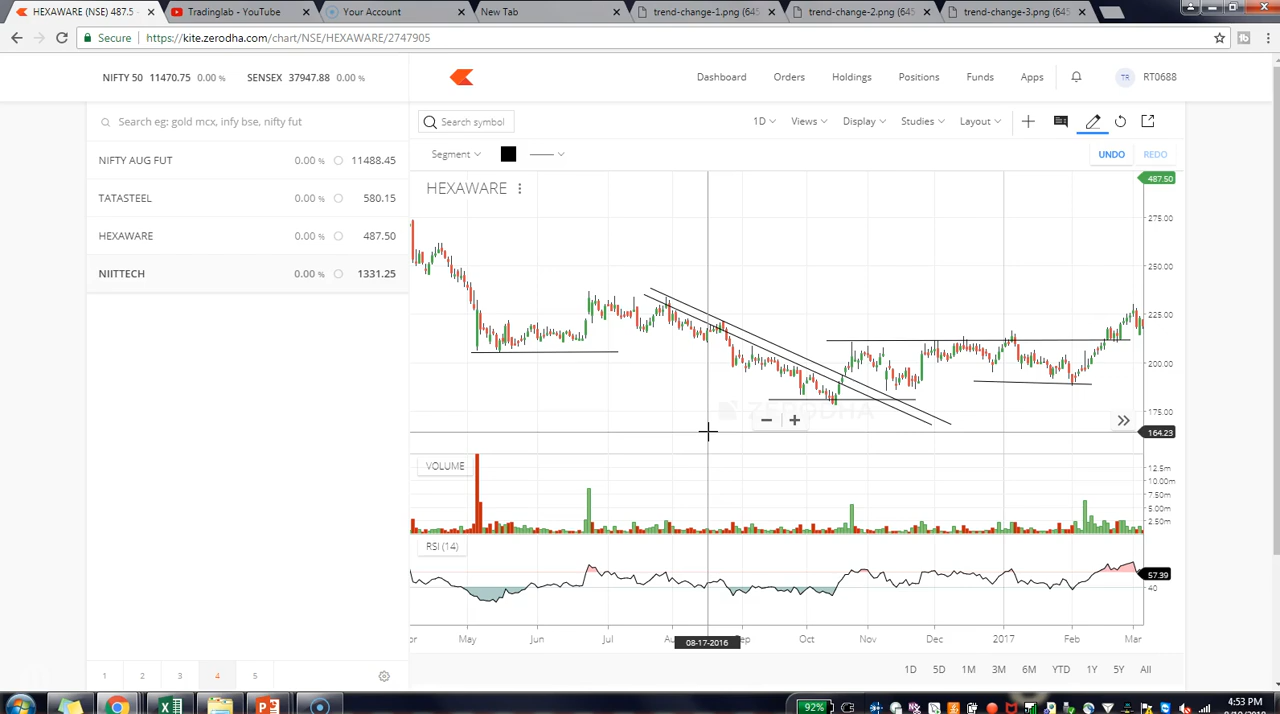 HEXAWARE (NSE) 487.5
Tradinglab - YouTube
Your Account
New Tab
trend-change-1.png (645
trend-change-2.png (645
trend-change-3.png (645
Secure
https://kite.zerodha.com/chart/NSE/HEXAWARE/2747905
NIFTY 50 11470.75 0.00 %
SENSEX 37947.88 0.00 %
Dashboard
Orders
Holdings
Positions
Funds
Apps
TR
RT0688
Search eg: gold mcx, infy bse, nifty fut
NIFTY AUG FUT 0.00 % 11488.45
TATASTEEL 0.00 % 580.15
HEXAWARE 0.00 % 487.50
NIITTECH 0.00 % 1331.25
1 2 3 4 5
Search symbol
1D
Views
Display
Studies
Layout
Segment
UNDO
REDO
HEXAWARE
487.50
275.00
250.00
225.00
200.00
175.00
164.23
ZERODHA
VOLUME
12.5m
10.00m
7.50m
5.00m
2.50m
RSI (14)
57.39
40
May Jun Jul Sep Oct Nov Dec 2017 Feb Mar
08-17-2016
1D 5D 1M 3M 6M YTD 1Y 5Y All
92%
4:53 PM